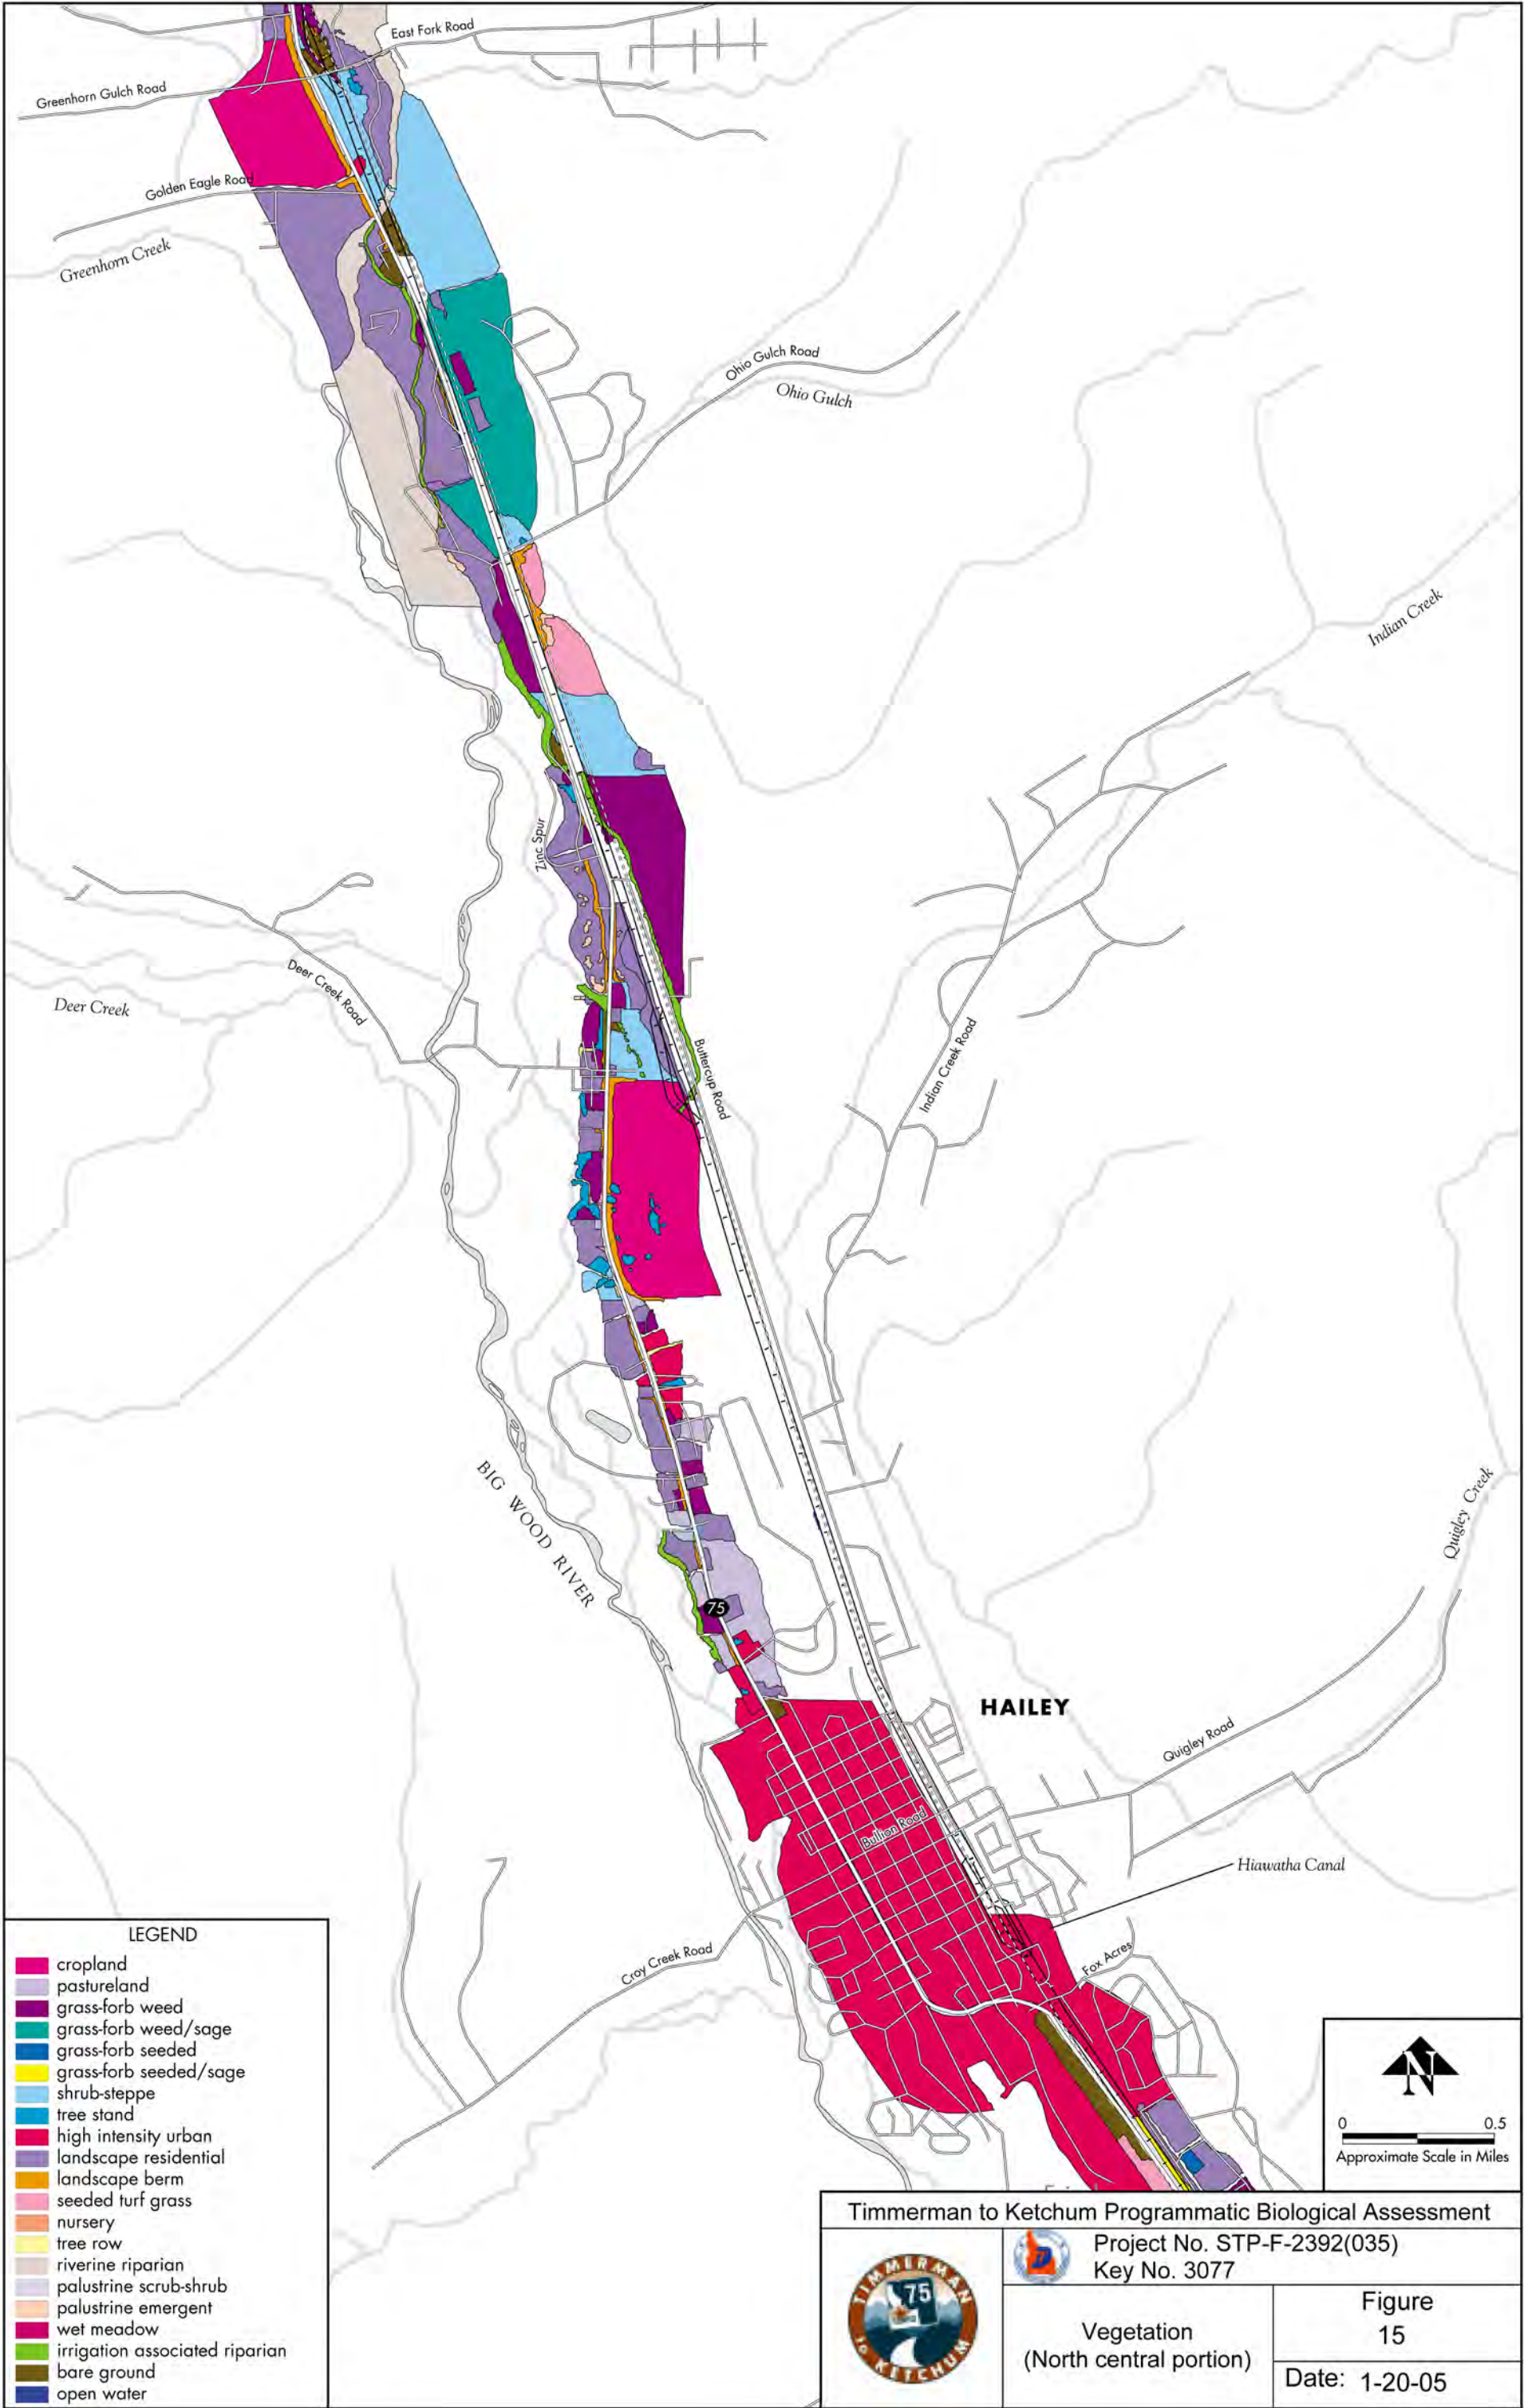 East Fork Road
Greenhorn Gulch Road
Golden Eagle Road
Greenhorn Creek
Ohio Gulch Road
Ohio Gulch
Indian Creek
Zinc Spur
Deer Creek Road
Deer Creek
Buttercup Road
Indian Creek Road
BIG WOOD RIVER
Quigley Creek
75
HAILEY
Quigley Road
Bullion Road
Hiawatha Canal
Croy Creek Road
Fox Acres
LEGEND
cropland
pastureland
grass-forb weed
grass-forb weed/sage
grass-forb seeded
grass-forb seeded/sage
shrub-steppe
tree stand
high intensity urban
landscape residential
landscape berm
seeded turf grass
nursery
tree row
riverine riparian
palustrine scrub-shrub
palustrine emergent
wet meadow
irrigation associated riparian
bare ground
open water
N
0 0.5
Approximate Scale in Miles
Timmerman to Ketchum Programmatic Biological Assessment
TIMMERMAN
75
to KETCHUM
Project No. STP-F-2392(035)
Key No. 3077
Vegetation
(North central portion)
Figure
15
Date: 1-20-05